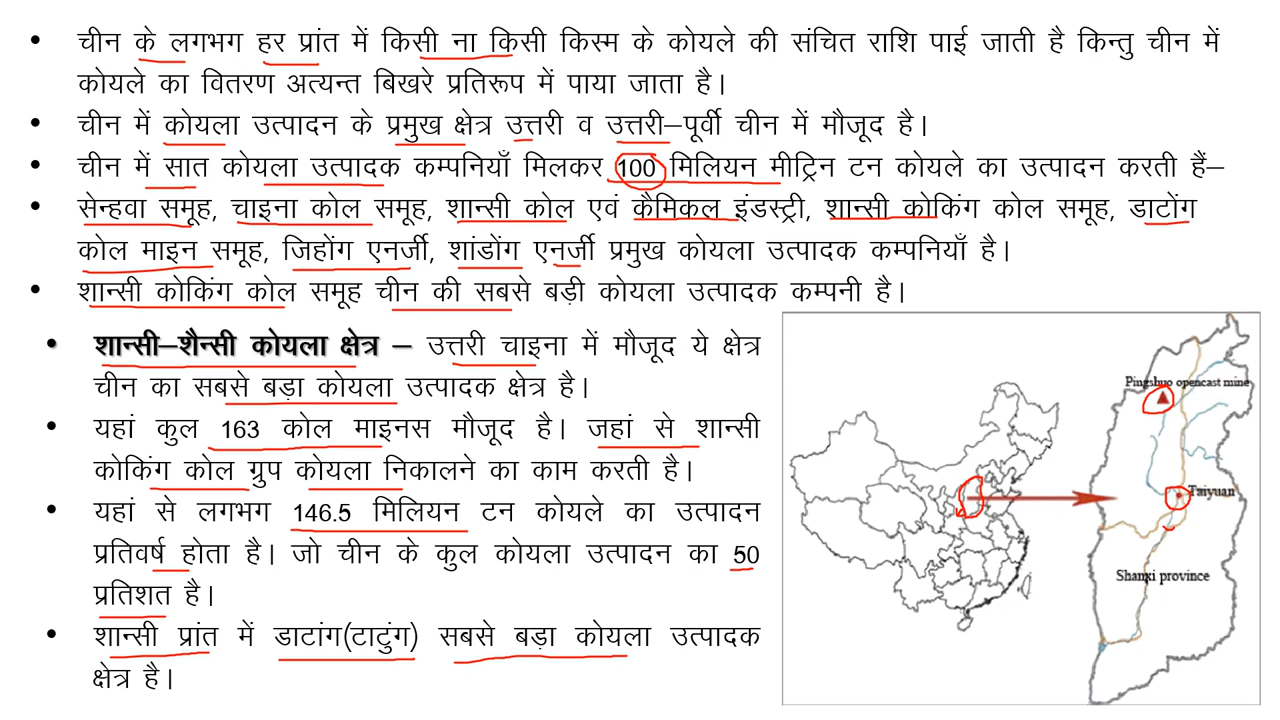 • चीन के लगभग हर प्रांत में किसी ना किसी किस्म के कोयले की संचित राशि पाई जाती है किन्तु चीन में
कोयले का वितरण अत्यन्त बिखरे प्रतिरूप में पाया जाता है।
• चीन में कोयला उत्पादन के प्रमुख क्षेत्र उत्तरी व उत्तरी–पूर्वी चीन में मौजूद है।
• चीन में सात कोयला उत्पादक कम्पनियाँ मिलकर 100 मिलियन मीट्रिन टन कोयले का उत्पादन करती हैं–
• सेन्हवा समूह, चाइना कोल समूह, शान्सी कोल एवं कैमिकल इंडस्ट्री, शान्सी कोकिंग कोल समूह, डाटोंग
कोल माइन समूह, जिहोंग एनर्जी, शांडोंग एनर्जी प्रमुख कोयला उत्पादक कम्पनियाँ है।
• शान्सी कोकिंग कोल समूह चीन की सबसे बड़ी कोयला उत्पादक कम्पनी है।
• शान्सी–शैन्सी कोयला क्षेत्र – उत्तरी चाइना में मौजूद ये क्षेत्र
चीन का सबसे बड़ा कोयला उत्पादक क्षेत्र है।
• यहां कुल 163 कोल माइनस मौजूद है। जहां से शान्सी
कोकिंग कोल ग्रुप कोयला निकालने का काम करती है।
• यहां से लगभग 146.5 मिलियन टन कोयले का उत्पादन
प्रतिवर्ष होता है। जो चीन के कुल कोयला उत्पादन का 50
प्रतिशत है।
• शान्सी प्रांत में डाटांग(टाटुंग) सबसे बड़ा कोयला उत्पादक
क्षेत्र है।
Pingshuo opencast mine
Taiyuan
Shanxi province